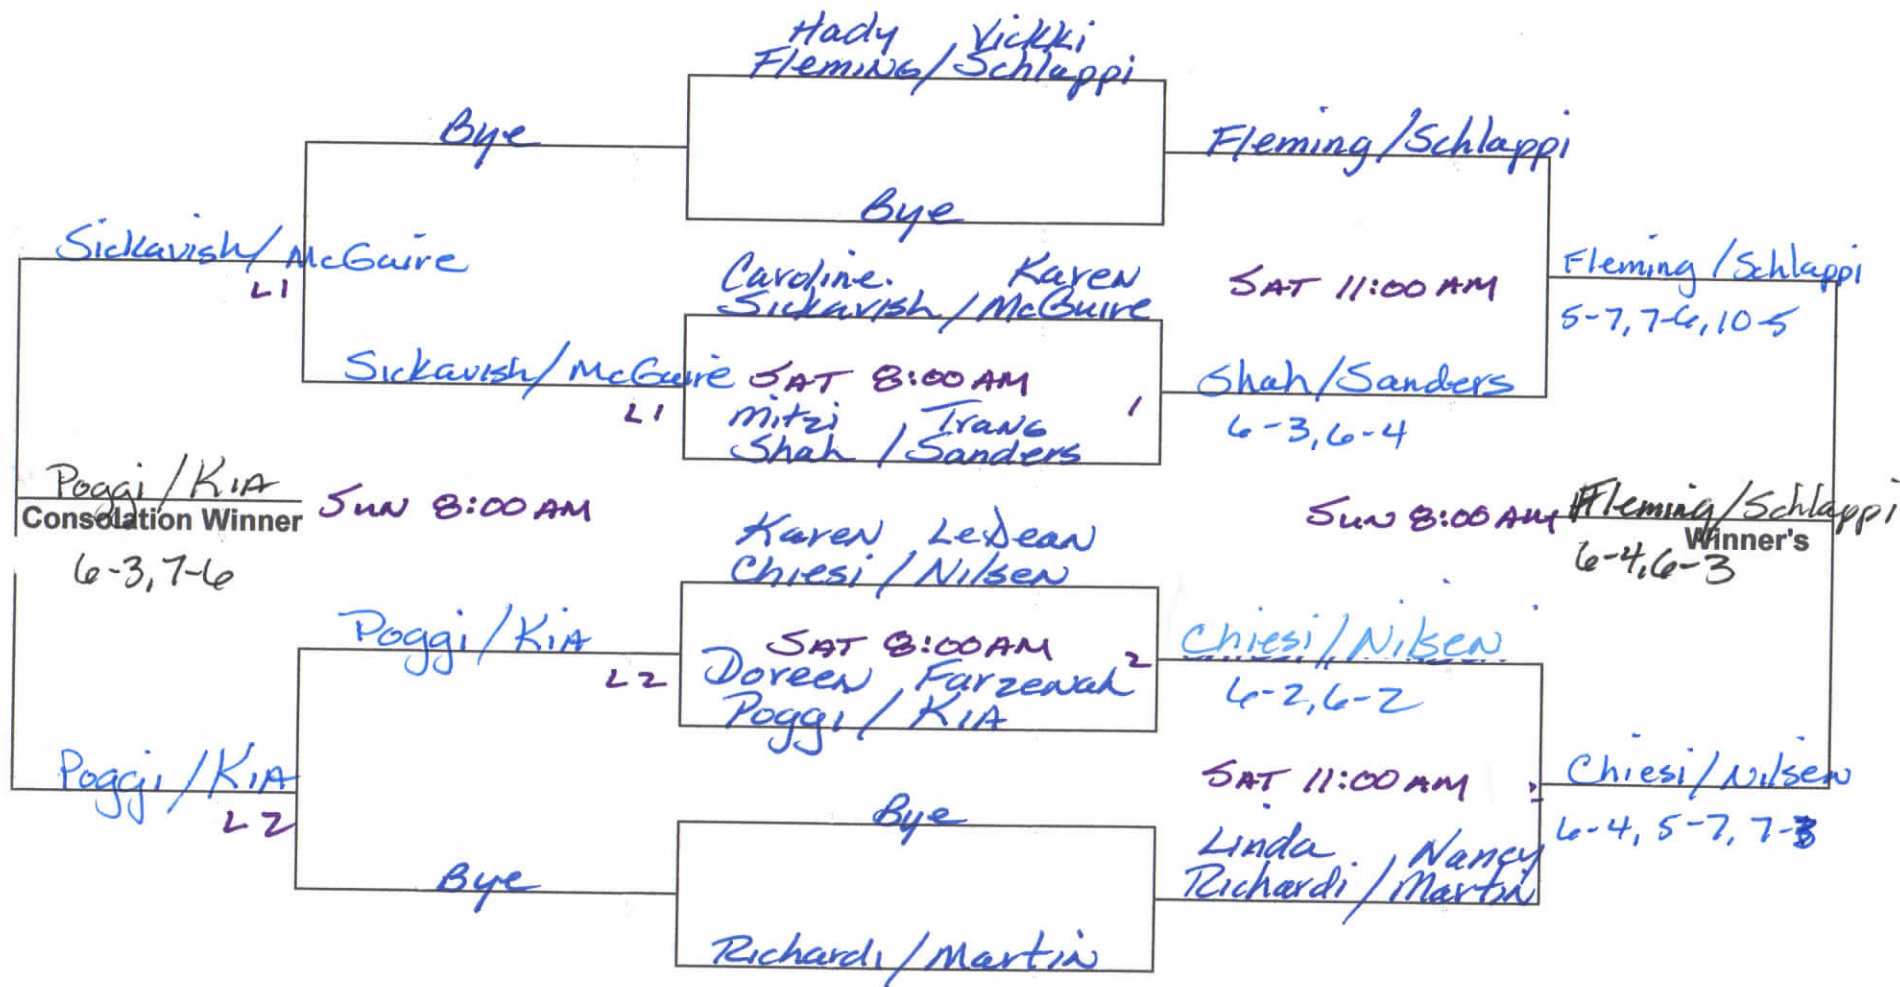 Hady Vickki
Fleming/Schlappi
Bye
Fleming/Schlappi
Bye
Sickavish/McGuire
L1
Caroline. Karen
Sickavish/McGuire
SAT 11:00 AM
Fleming/Schlappi
5-7, 7-6, 10-5
Sickavish/McGuire
L1
SAT 8:00 AM
1
Mitzi Trang
Shah/Sanders
Shah/Sanders
6-3, 6-4
Poggi/KIA
Consolation Winner
6-3, 7-6
SUN 8:00 AM
SUN 8:00 AM
Fleming/Schlappi
Winner's
6-4, 6-3
Karen LeDean
Chiesi/Nilsen
Poggi/KIA
L2
SAT 8:00 AM
2
Doreen Farzenah
Poggi/KIA
Chiesi/Nilsen
6-2, 6-2
Poggi/KIA
L2
SAT 11:00 AM
Chiesi/Nilsen
6-4, 5-7, 7-3
Bye
Bye
Linda Nancy
Richardi/Martin
Richardi/Martin